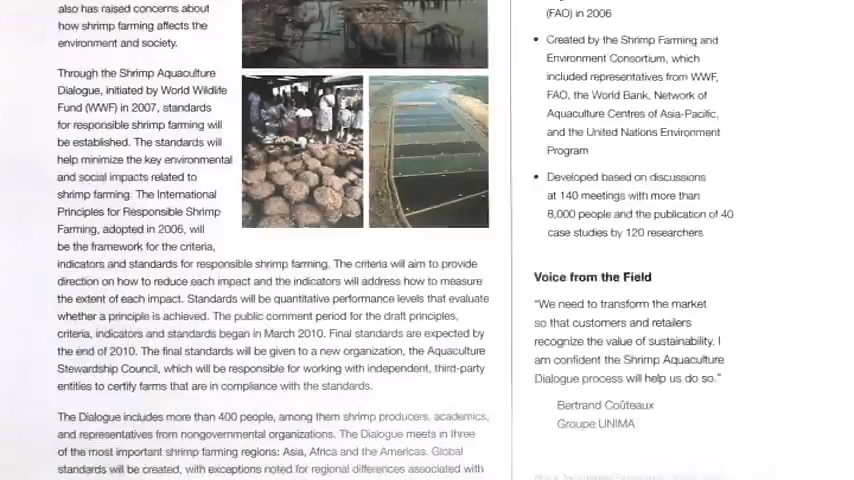 also has raised concerns about
how shrimp farming affects the
environment and society.
Through the Shrimp Aquaculture
Dialogue, initiated by World Wildlife
Fund (WWF) in 2007, standards
for responsible shrimp farming will
be established. The standards will
help minimize the key environmental
and social impacts related to
shrimp farming. The International
Principles for Responsible Shrimp
Farming, adopted in 2006, will
be the framework for the criteria,
indicators and standards for responsible shrimp farming. The criteria will aim to provide
direction on how to reduce each impact and the indicators will address how to measure
the extent of each impact. Standards will be quantitative performance levels that evaluate
whether a principle is achieved. The public comment period for the draft principles,
criteria, indicators and standards began in March 2010. Final standards are expected by
the end of 2010. The final standards will be given to a new organization, the Aquaculture
Stewardship Council, which will be responsible for working with independent, third-party
entities to certify farms that are in compliance with the standards.
The Dialogue includes more than 400 people, among them shrimp producers, academics,
and representatives from nongovernmental organizations. The Dialogue meets in three
of the most important shrimp farming regions: Asia, Africa and the Americas. Global
standards will be created, with exceptions noted for regional differences associated with
(FAO) in 2006
• Created by the Shrimp Farming and
Environment Consortium, which
included representatives from WWF,
FAO, the World Bank, Network of
Aquaculture Centres of Asia-Pacific,
and the United Nations Environment
Program
• Developed based on discussions
at 140 meetings with more than
8,000 people and the publication of 40
case studies by 120 researchers
Voice from the Field
“We need to transform the market
so that customers and retailers
recognize the value of sustainability. I
am confident the Shrimp Aquaculture
Dialogue process will help us do so.”
Bertrand Coûteaux
Groupe UNIMA